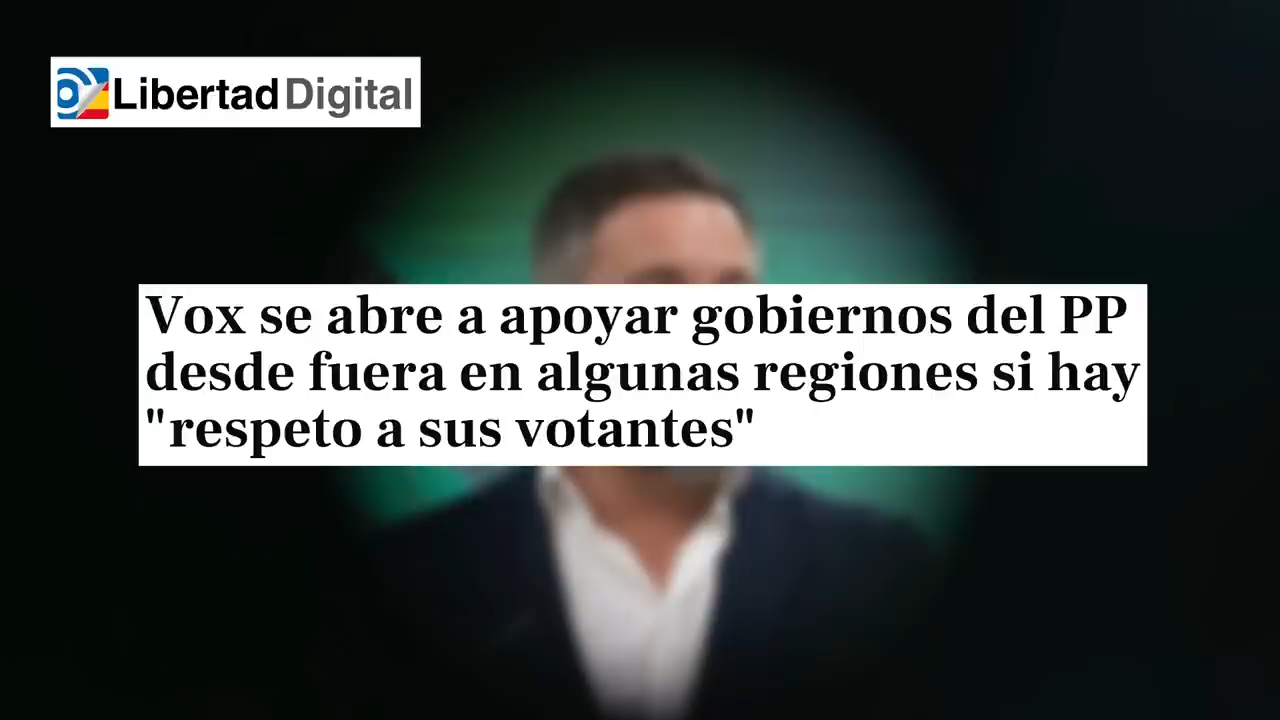 Libertad Digital
Vox se abre a apoyar gobiernos del PP
desde fuera en algunas regiones si hay
"respeto a sus votantes"